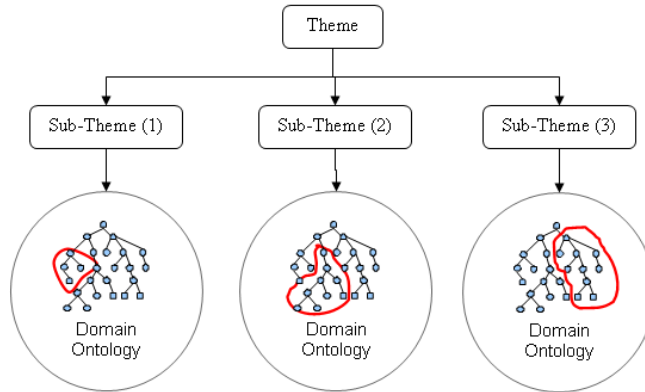 Theme
Sub-Theme (1)
Sub-Theme (2)
Sub-Theme (3)
Domain
Ontology
Domain
Ontology
Domain
Ontology